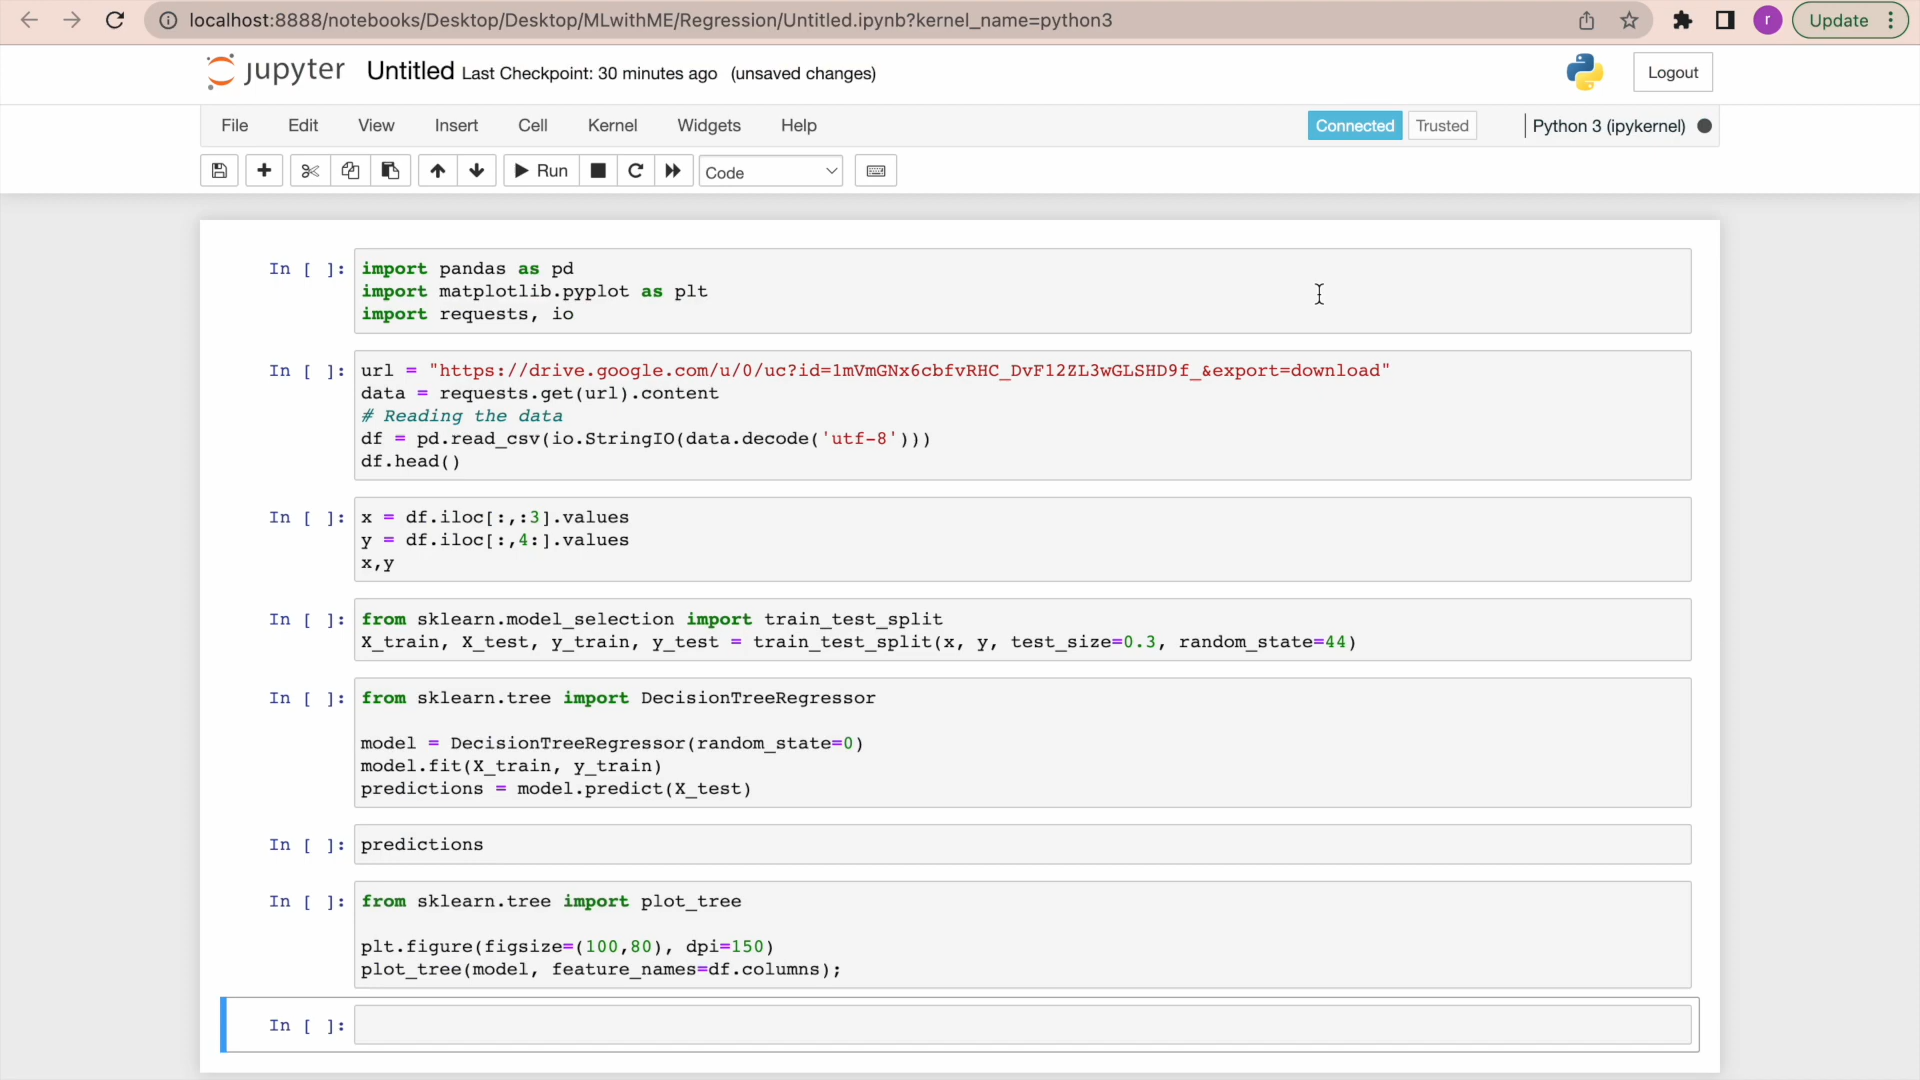 localhost:8888/notebooks/Desktop/Desktop/MLwithME/Regression/Untitled.ipynb?kernel_name=python3
r
Update
jupyter Untitled Last Checkpoint: 30 minutes ago (unsaved changes)
Logout
File Edit View Insert Cell Kernel Widgets Help
Connected Trusted Python 3 (ipykernel)
Run Code
In [ ]: import pandas as pd
import matplotlib.pyplot as plt
import requests, io
In [ ]: url = "https://drive.google.com/u/0/uc?id=1mVmGNx6cbfvRHC_DvF12ZL3wGLSHD9f_&export=download"
data = requests.get(url).content
# Reading the data
df = pd.read_csv(io.StringIO(data.decode('utf-8')))
df.head()
In [ ]: x = df.iloc[:,:3].values
y = df.iloc[:,4:].values
x,y
In [ ]: from sklearn.model_selection import train_test_split
X_train, X_test, y_train, y_test = train_test_split(x, y, test_size=0.3, random_state=44)
In [ ]: from sklearn.tree import DecisionTreeRegressor
model = DecisionTreeRegressor(random_state=0)
model.fit(X_train, y_train)
predictions = model.predict(X_test)
In [ ]: predictions
In [ ]: from sklearn.tree import plot_tree
plt.figure(figsize=(100,80), dpi=150)
plot_tree(model, feature_names=df.columns);
In [ ]: